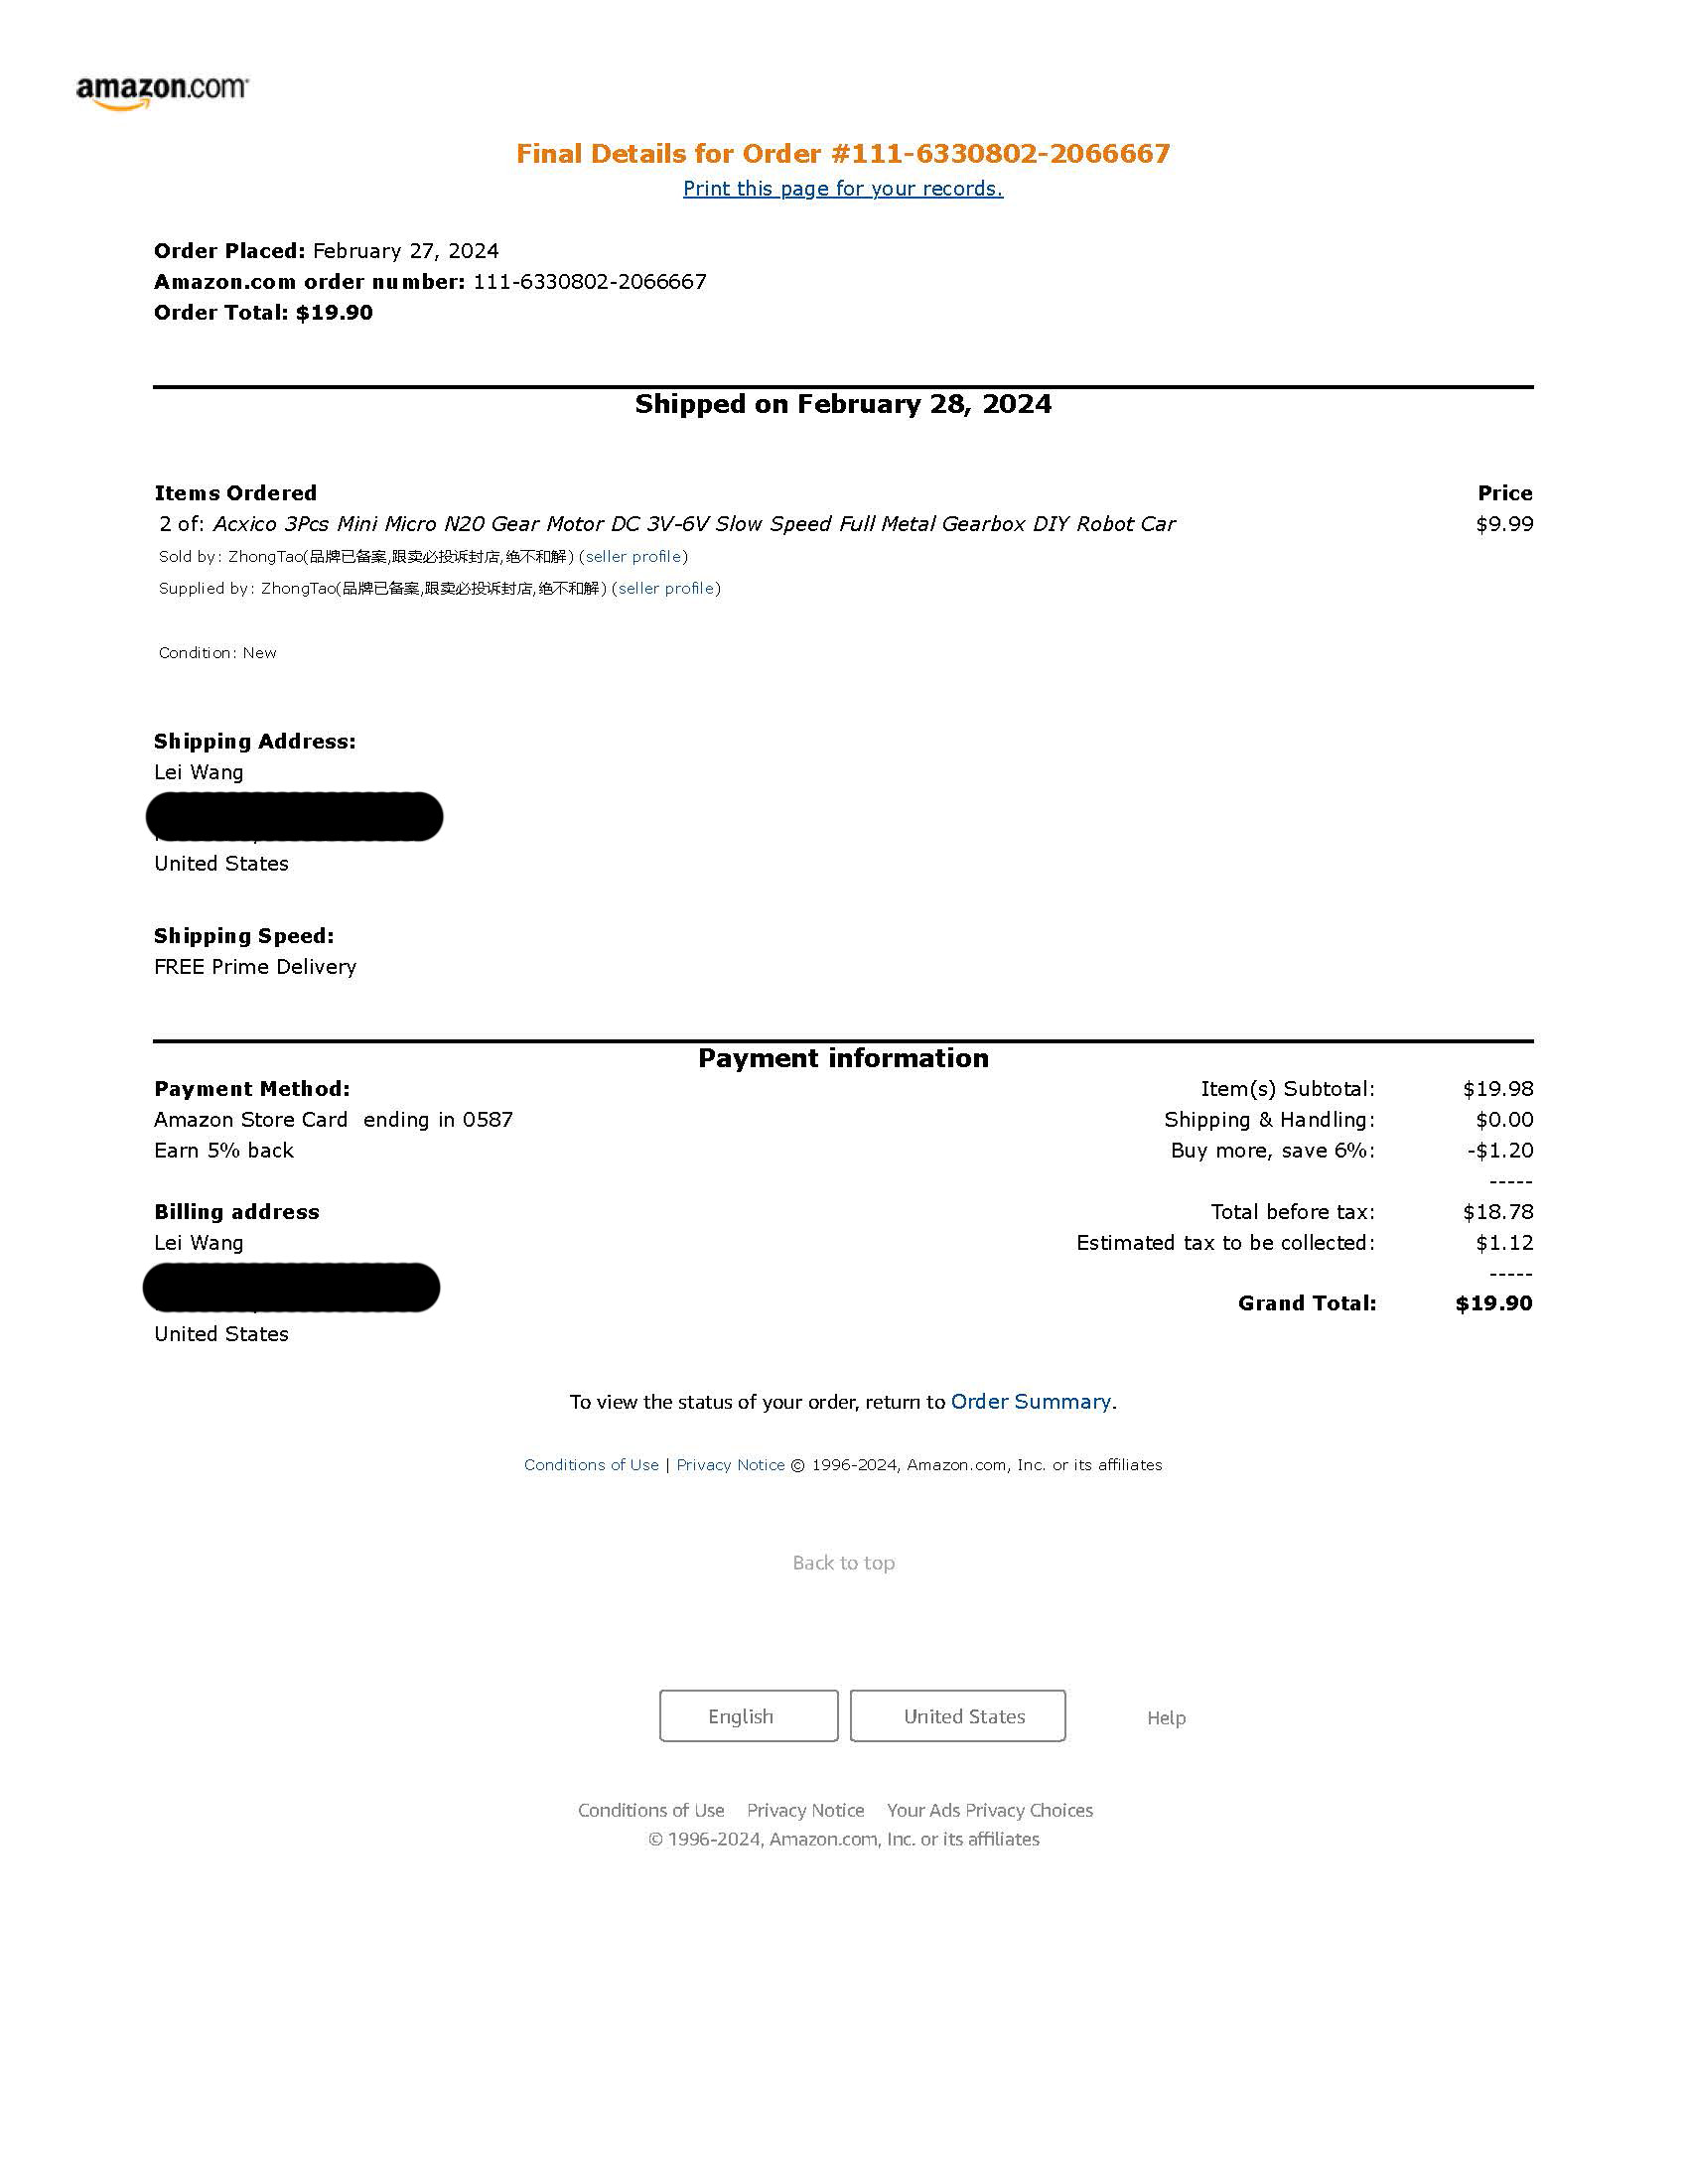 amazon.com
Final Details for Order #111-6330802-2066667
Print this page for your records.
Order Placed: February 27, 2024
Amazon.com order number: 111-6330802-2066667
Order Total: $19.90
Shipped on February 28, 2024
Items Ordered Price
2 of: Acxico 3Pcs Mini Micro N20 Gear Motor DC 3V-6V Slow Speed Full Metal Gearbox DIY Robot Car $9.99
Sold by: ZhongTao(品牌已备案,跟卖必投诉封店,绝不和解) (seller profile)
Supplied by: ZhongTao(品牌已备案,跟卖必投诉封店,绝不和解) (seller profile)
Condition: New
Shipping Address:
Lei Wang
United States
Shipping Speed:
FREE Prime Delivery
Payment information
Payment Method: Item(s) Subtotal: $19.98
Amazon Store Card ending in 0587 Shipping & Handling: $0.00
Earn 5% back Buy more, save 6%: -$1.20
-----
Billing address Total before tax: $18.78
Lei Wang Estimated tax to be collected: $1.12
-----
Grand Total: $19.90
United States
To view the status of your order, return to Order Summary.
Conditions of Use | Privacy Notice © 1996-2024, Amazon.com, Inc. or its affiliates
Back to top
English United States Help
Conditions of Use Privacy Notice Your Ads Privacy Choices
© 1996-2024, Amazon.com, Inc. or its affiliates